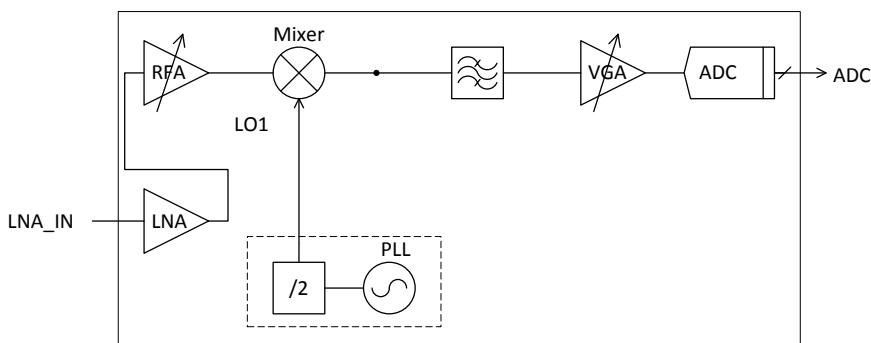 Mixer
RFA
VGA
ADC
ADC
LO1
LNA_IN
LNA
PLL
/2